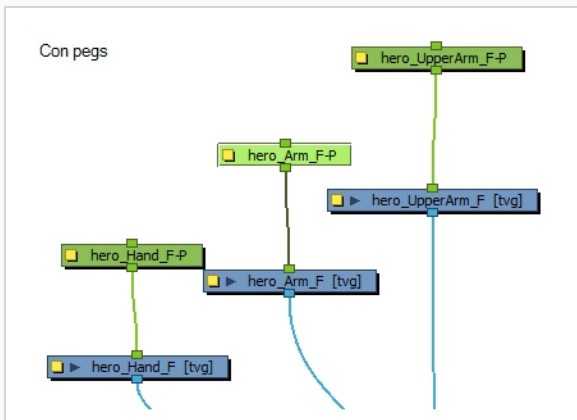 Con pegs
hero_UpperArm_F-P
hero_Arm_F-P
hero_UpperArm_F [tvg]
hero_Hand_F-P
hero_Arm_F [tvg]
hero_Hand_F [tvg]